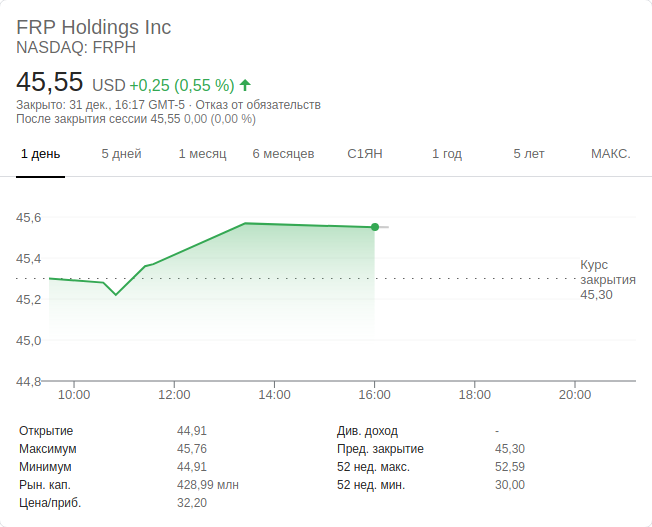 FRP Holdings Inc
NASDAQ: FRPH
45,55 USD +0,25 (0,55 %)
Закрыто: 31 дек., 16:17 GMT-5 · Отказ от обязательств
После закрытия сессии 45,55 0,00 (0,00 %)
1 день 5 дней 1 месяц 6 месяцев С1ЯН 1 год 5 лет МАКС.
45,6
45,4
45,2
45,0
44,8
Курс
закрытия
45,30
10:00 12:00 14:00 16:00 18:00 20:00
Открытие 44,91 Див. доход -
Максимум 45,76 Пред. закрытие 45,30
Минимум 44,91 52 нед. макс. 52,59
Рын. кап. 428,99 млн 52 нед. мин. 30,00
Цена/приб. 32,20